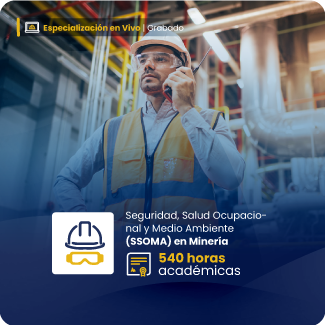 Especialización en Vivo | Grabado
Seguridad, Salud Ocupacio-
nal y Medio Ambiente
(SSOMA) en Minería
540 horas
académicas